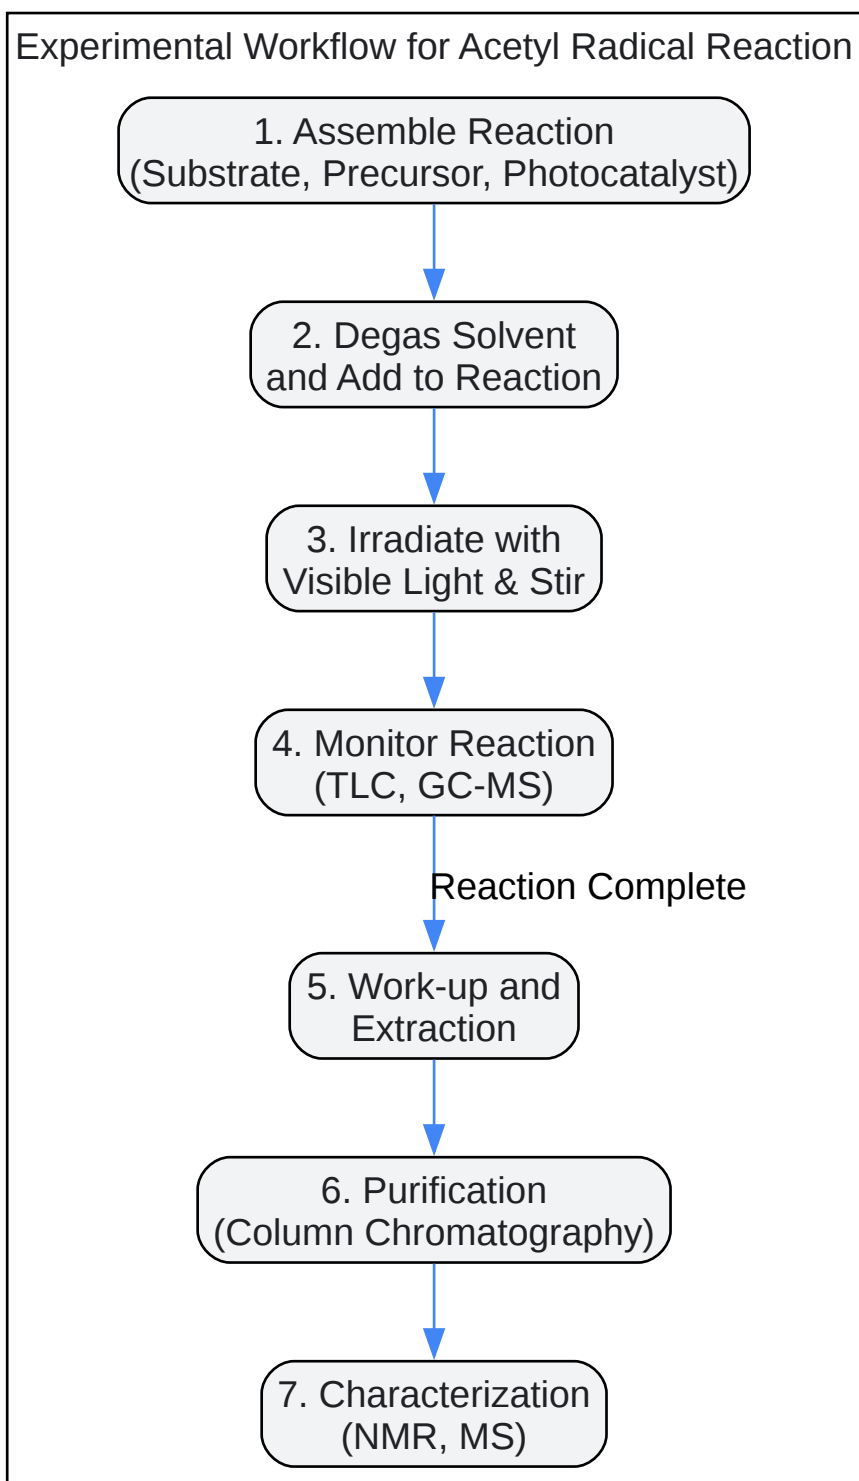 Experimental Workflow for Acetyl Radical Reaction
1. Assemble Reaction
(Substrate, Precursor, Photocatalyst)
2. Degas Solvent
and Add to Reaction
3. Irradiate with
Visible Light & Stir
4. Monitor Reaction
(TLC, GC-MS)
Reaction Complete
5. Work-up and
Extraction
6. Purification
(Column Chromatography)
7. Characterization
(NMR, MS)